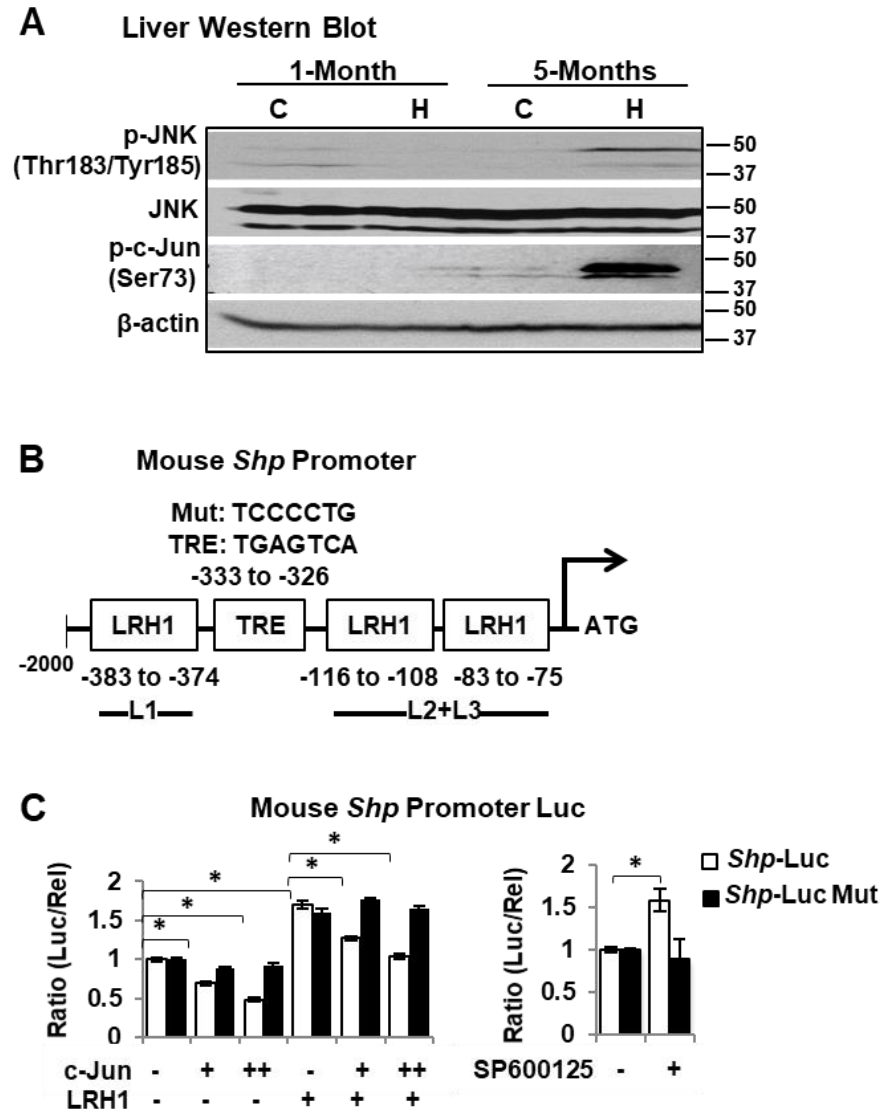 A
Liver Western Blot
1-Month 5-Months
C H C H
p-JNK
(Thr183/Tyr185)
50
37
JNK
50
37
p-c-Jun
(Ser73)
50
37
β-actin
50
37
B
Mouse Shp Promoter
Mut: TCCCCTG
TRE: TGAGTCA
-333 to -326
LRH1 TRE LRH1 LRH1 ATG
-2000
-383 to -374 -116 to -108 -83 to -75
L1 L2+L3
C
Mouse Shp Promoter Luc
Ratio (Luc/Rel)
2
1.5
1
0.5
0
* * * * *
c-Jun - + ++ - + ++
LRH1 - - - + + +
Ratio (Luc/Rel)
2
1.5
1
0.5
0
*
SP600125 - +
Shp-Luc
Shp-Luc Mut